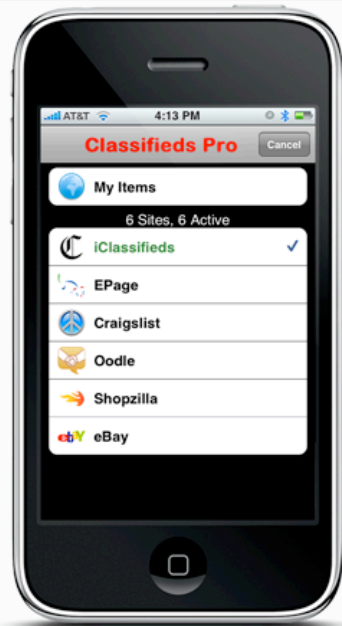 AT&T 4:13 PM
Classifieds Pro Cancel
My Items
6 Sites, 6 Active
iClassifieds
EPage
Craigslist
Oodle
Shopzilla
ebY eBay